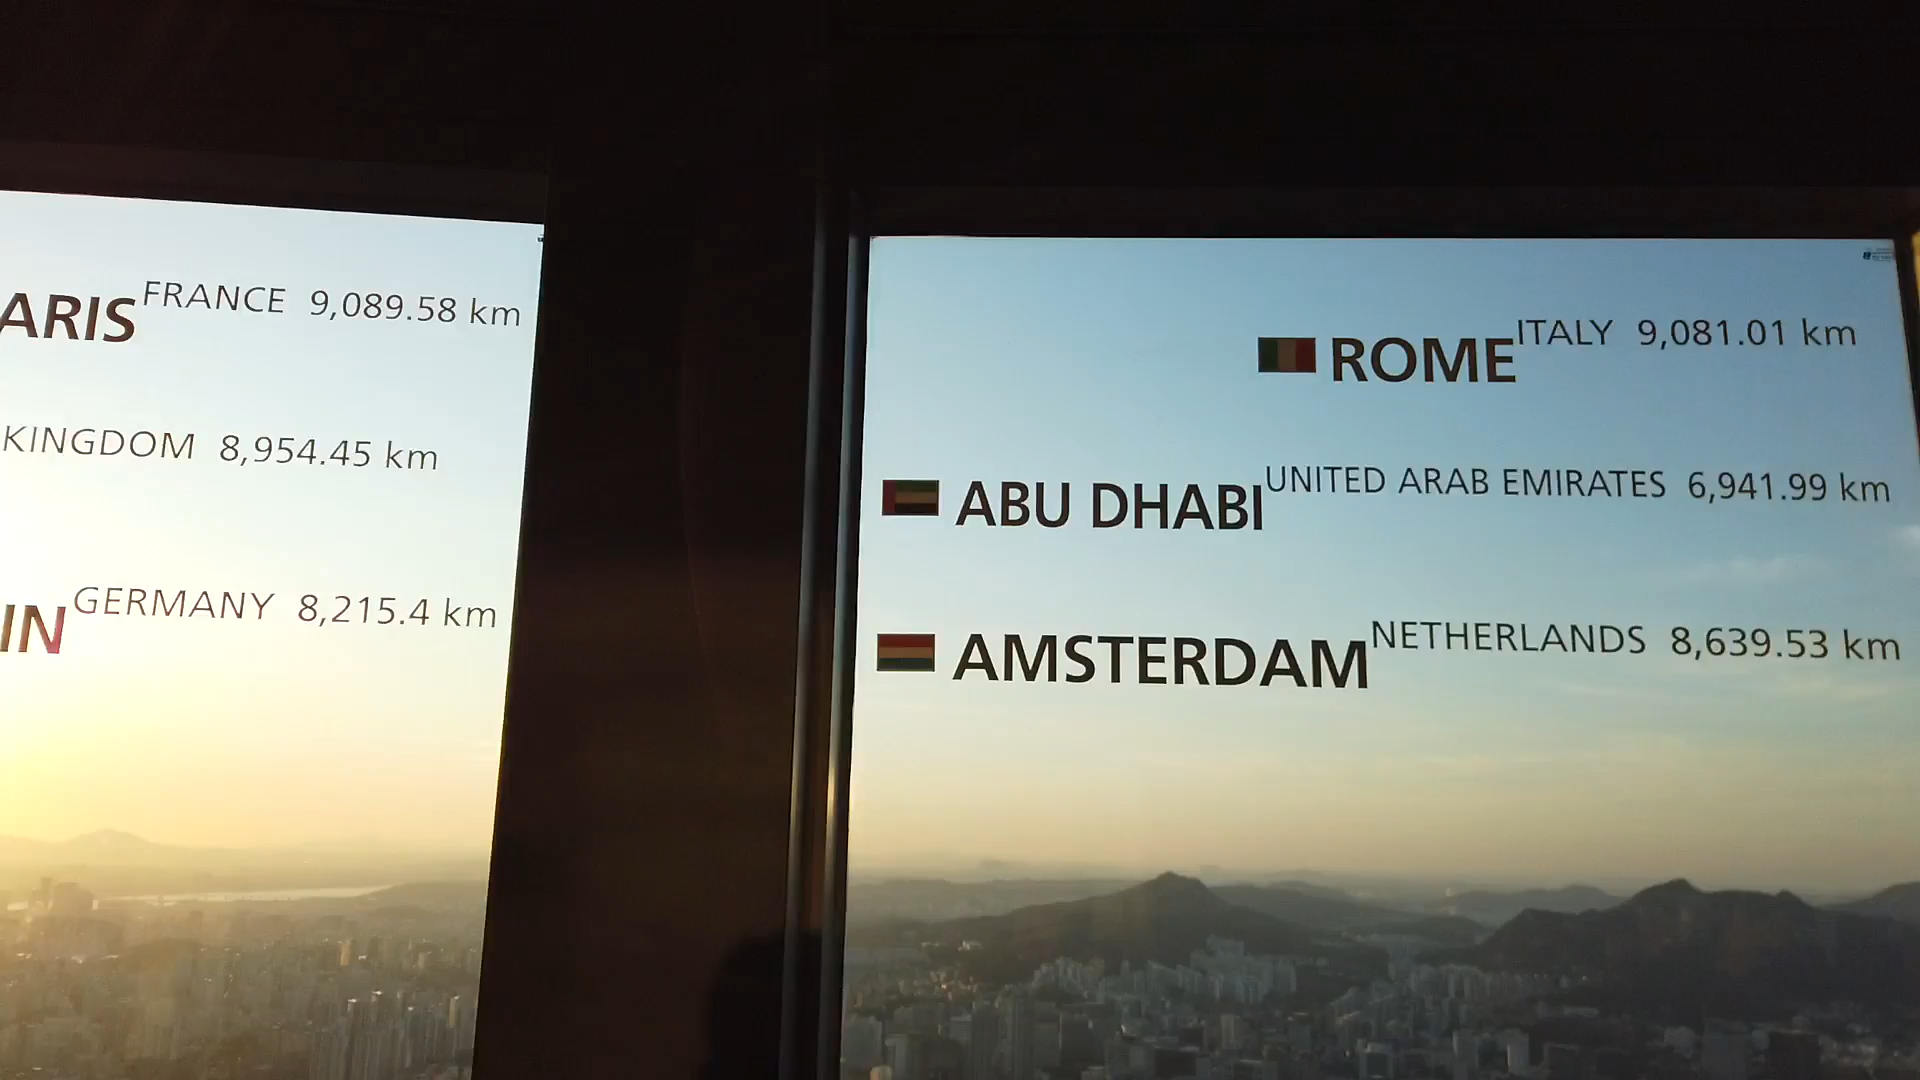 ARIS FRANCE 9,089.58 km
KINGDOM 8,954.45 km
IN GERMANY 8,215.4 km
ROME ITALY 9,081.01 km
ABU DHABI UNITED ARAB EMIRATES 6,941.99 km
AMSTERDAM NETHERLANDS 8,639.53 km